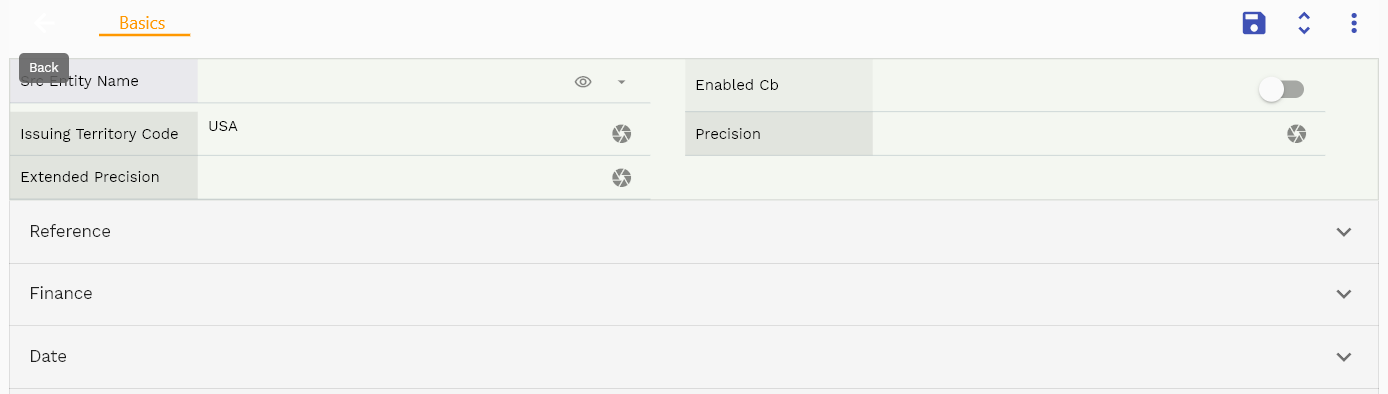 Basics
Back
Src Entity Name
Enabled Cb
Issuing Territory Code
USA
Precision
Extended Precision
Reference
Finance
Date